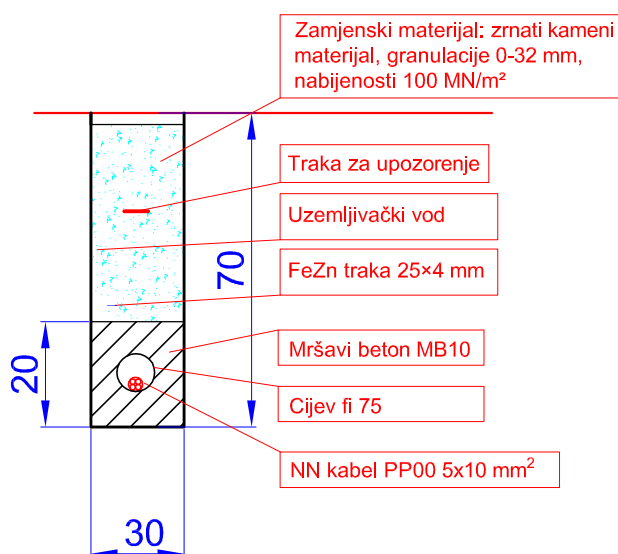 Zamjenski materijal: zrnati kameni
materijal, granulacije 0-32 mm,
nabijenosti 100 MN/m²
Traka za upozorenje
Uzemljivački vod
FeZn traka 25×4 mm
70
20
Mršavi beton MB10
Cijev fi 75
NN kabel PP00 5x10 mm²
30